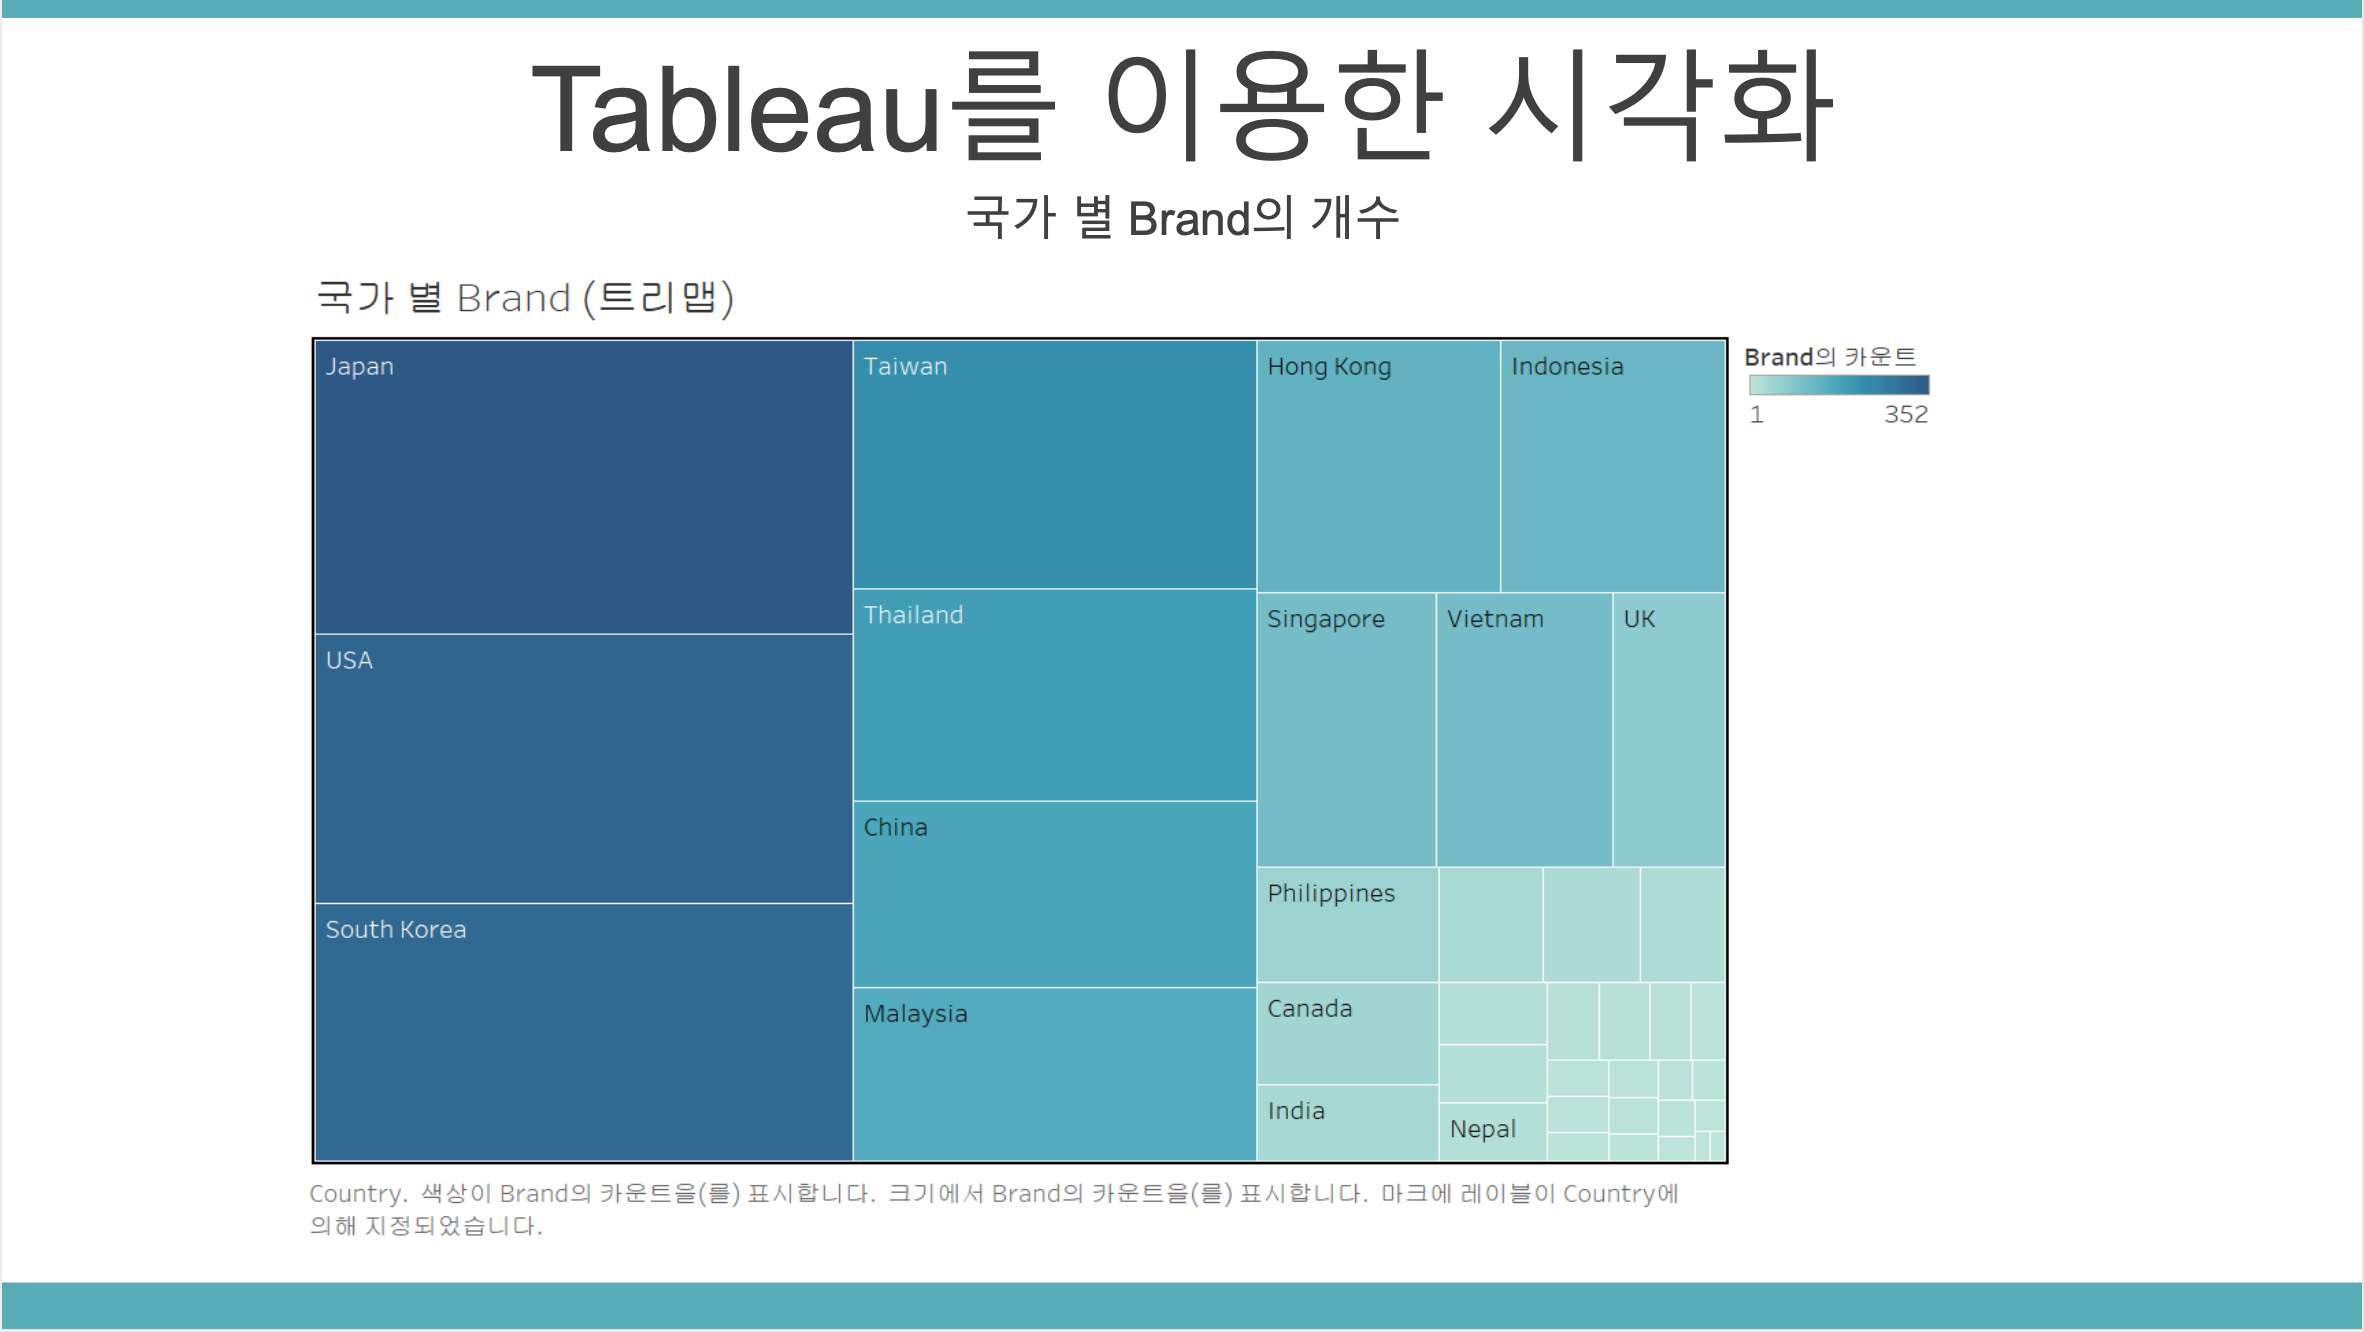 Tableau를 이용한 시각화
국가 별 Brand의 개수
국가 별 Brand (트리맵)
Japan
USA
South Korea
Taiwan
Thailand
China
Malaysia
Hong Kong
Indonesia
Singapore
Vietnam
UK
Philippines
Canada
India
Nepal
Brand의 카운트
1 352
Country. 색상이 Brand의 카운트을(를) 표시합니다. 크기에서 Brand의 카운트을(를) 표시합니다. 마크에 레이블이 Country에
의해 지정되었습니다.